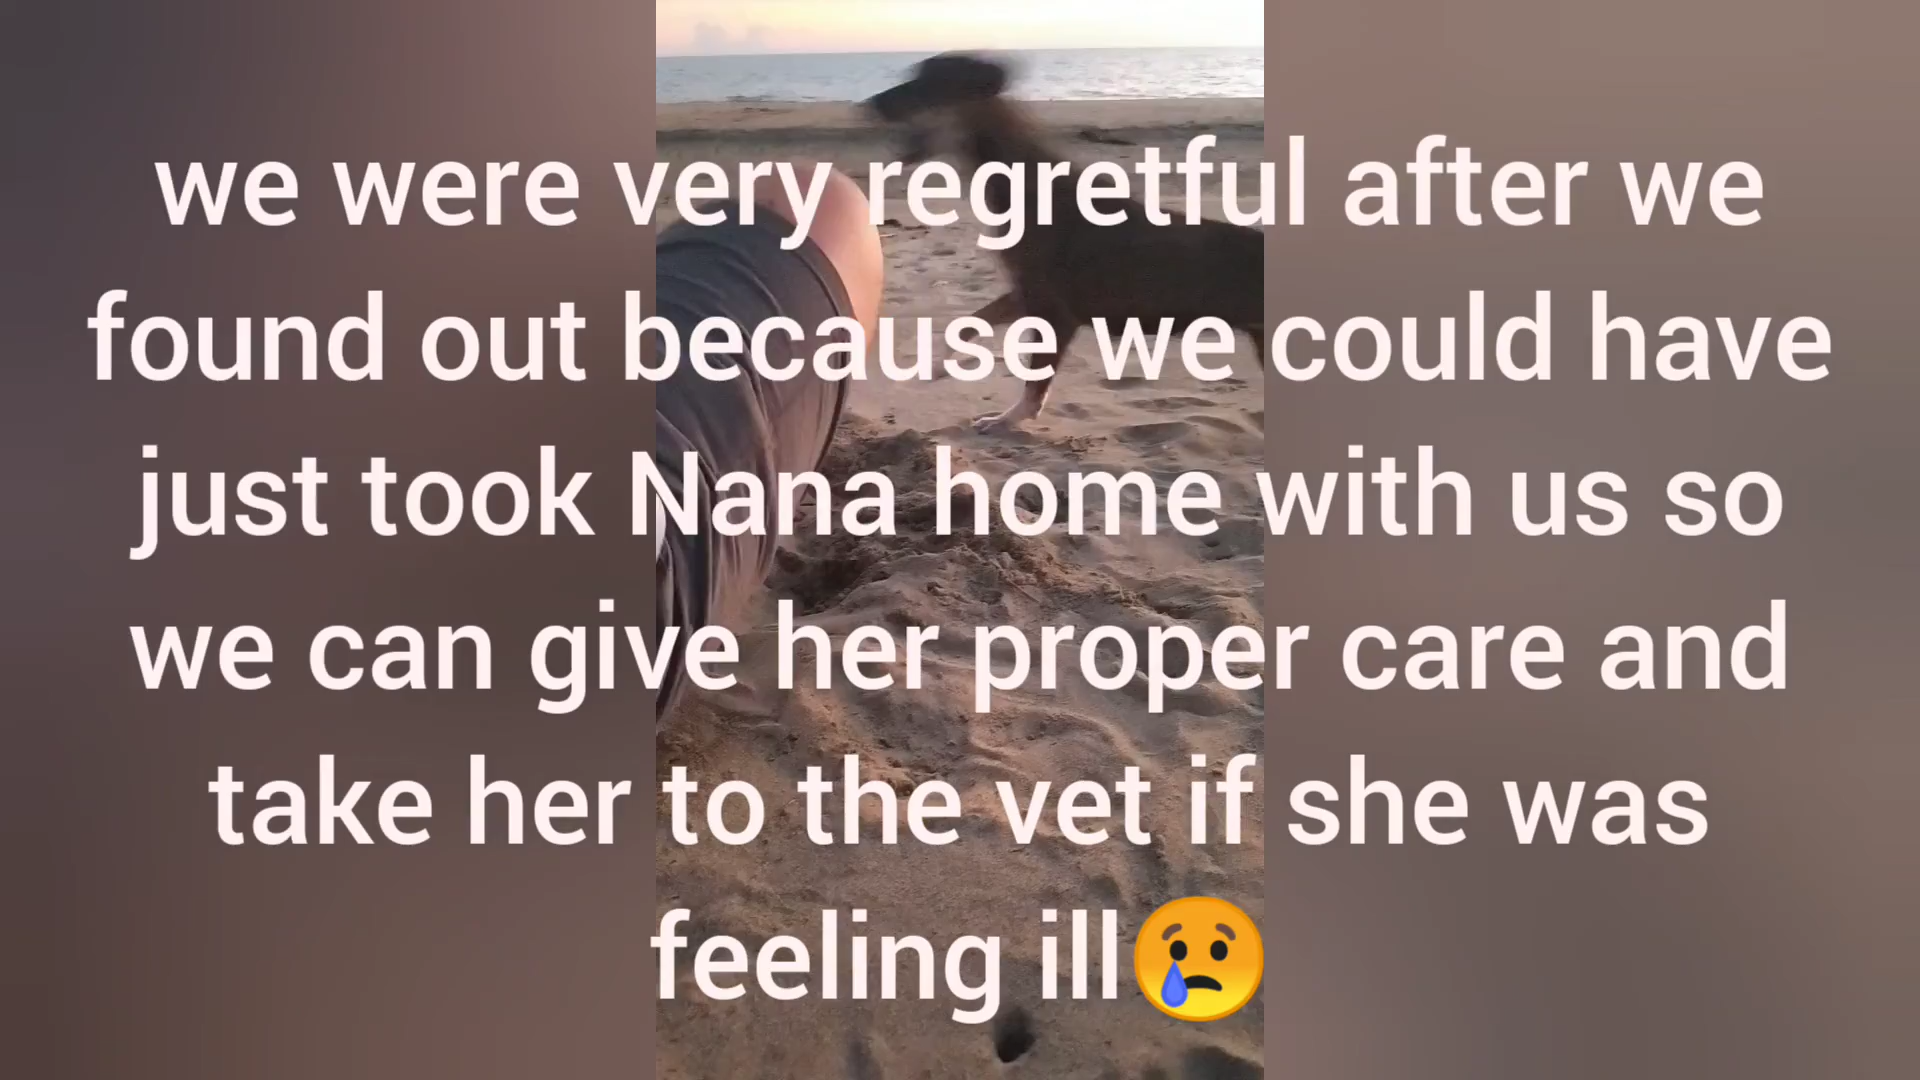 we were very regretful after we
found out because we could have
just took Nana home with us so
we can give her proper care and
take her to the vet if she was
feeling ill😢